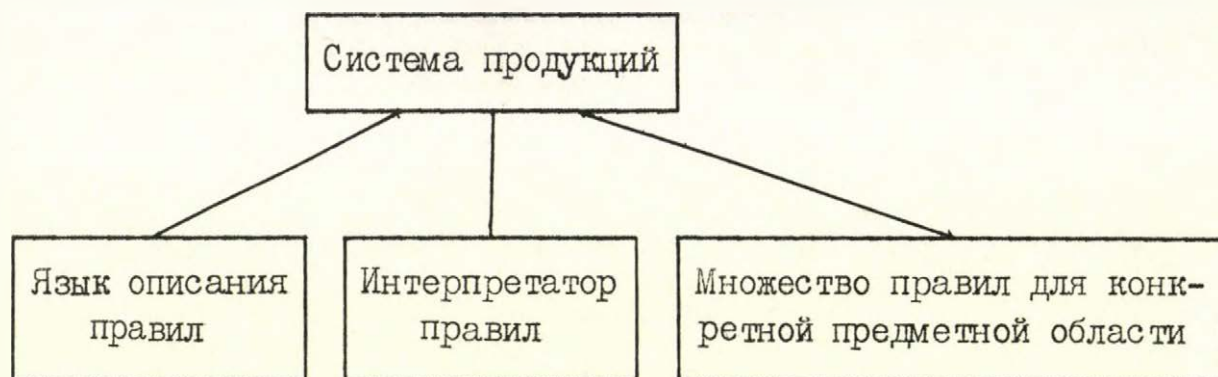 Система продукций
Язык описания
правил
Интерпретатор
правил
Множество правил для конк-
ретной предметной области